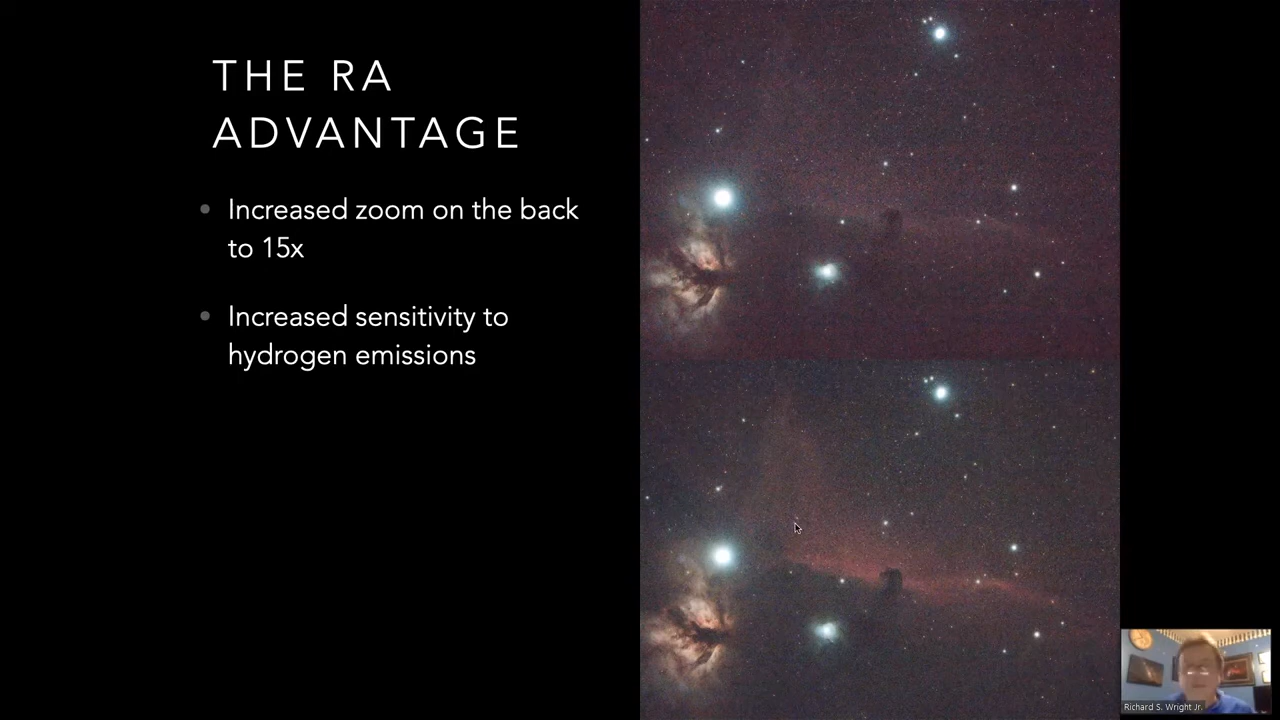 THE RA
ADVANTAGE
Increased zoom on the back
to 15x
Increased sensitivity to
hydrogen emissions
Richard S. Wright Jr.